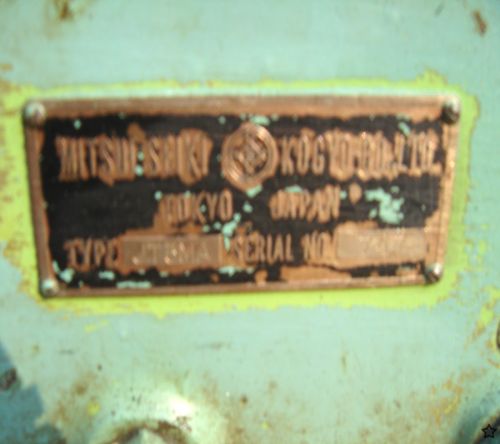 MITSUI SEIKI KOGYO CO., LTD.
TOKYO JAPAN
TYPE SERIAL NO